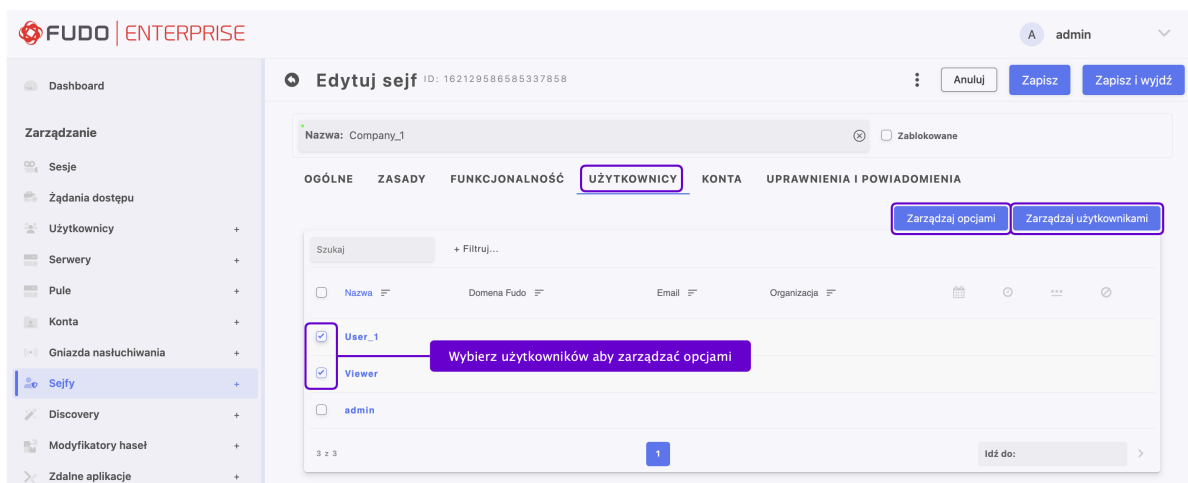 FUDO ENTERPRISE
A admin
Dashboard
Edytuj sejf ID: 162129586585337858
Anuluj Zapisz Zapisz i wyjdź
Zarządzanie
Nazwa: Company_1
Zablokowane
Sesje
OGÓLNE ZASADY FUNKCJONALNOŚĆ UŻYTKOWNICY KONTA UPRAWNIENIA I POWIADOMIENIA
Żądania dostępu
Zarządzaj opcjami Zarządzaj użytkownikami
Użytkownicy +
Szukaj + Filtruj...
Serwery +
Pule +
Nazwa Domena Fudo Email Organizacja
Konta +
User_1
Gniazda nasłuchiwania +
Wybierz użytkowników aby zarządzać opcjami
Viewer
Sejfy +
Discovery +
admin
Modyfikatory haseł +
3 z 3 1 Idź do:
Zdalne aplikacje +